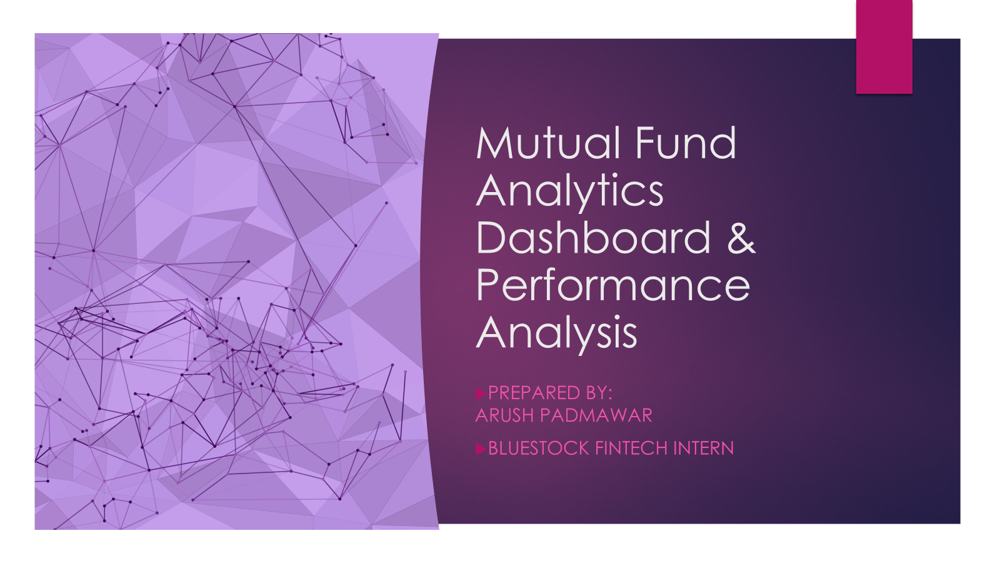 Mutual Fund
Analytics
Dashboard &
Performance
Analysis
PREPARED BY:
ARUSH PADMAWAR
BLUESTOCK FINTECH INTERN